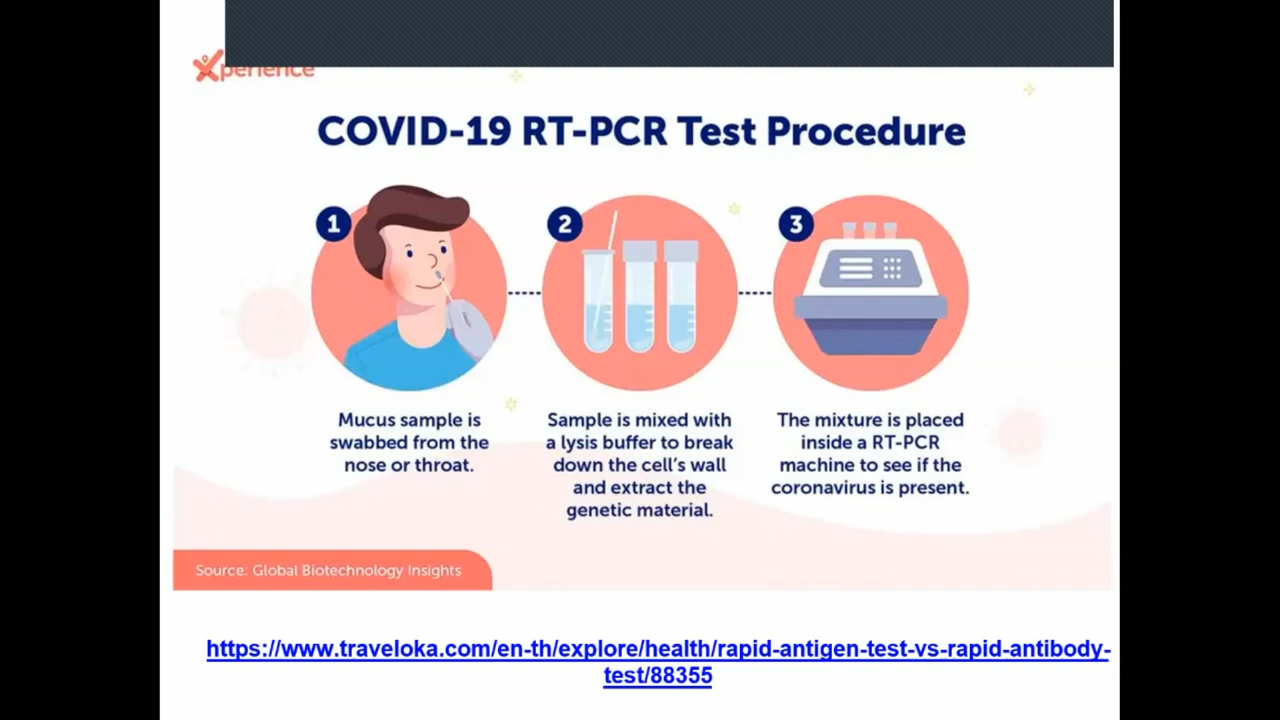 Xperience
COVID-19 RT-PCR Test Procedure
1
2
3
Mucus sample is
swabbed from the
nose or throat.
Sample is mixed with
a lysis buffer to break
down the cell's wall
and extract the
genetic material.
The mixture is placed
inside a RT-PCR
machine to see if the
coronavirus is present.
Source: Global Biotechnology Insights
https://www.traveloka.com/en-th/explore/health/rapid-antigen-test-vs-rapid-antibody-
test/88355